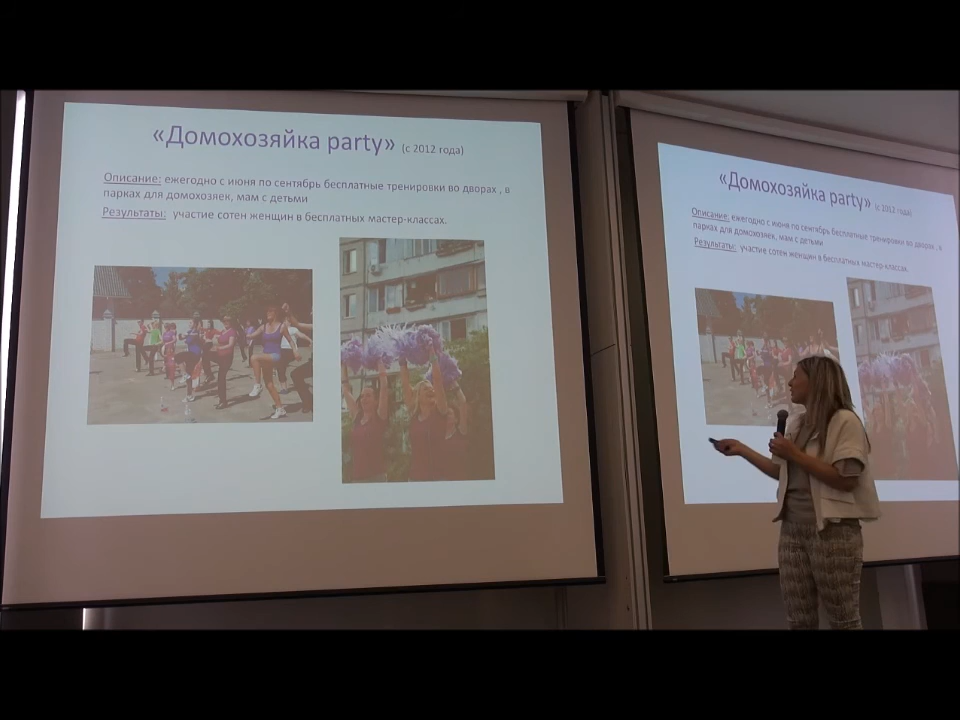 «Домохозяйка party» (с 2012 года)
Описание: ежегодно с июня по сентябрь бесплатные тренировки во дворах , в
парках для домохозяек, мам с детьми
Результаты: участие сотен женщин в бесплатных мастер-классах.
«Домохозяйка party» (с 2012 года)
Описание: ежегодно с июня по сентябрь бесплатные тренировки во дворах , в
парках для домохозяек, мам с детьми
Результаты: участие сотен женщин в бесплатных мастер-классах.